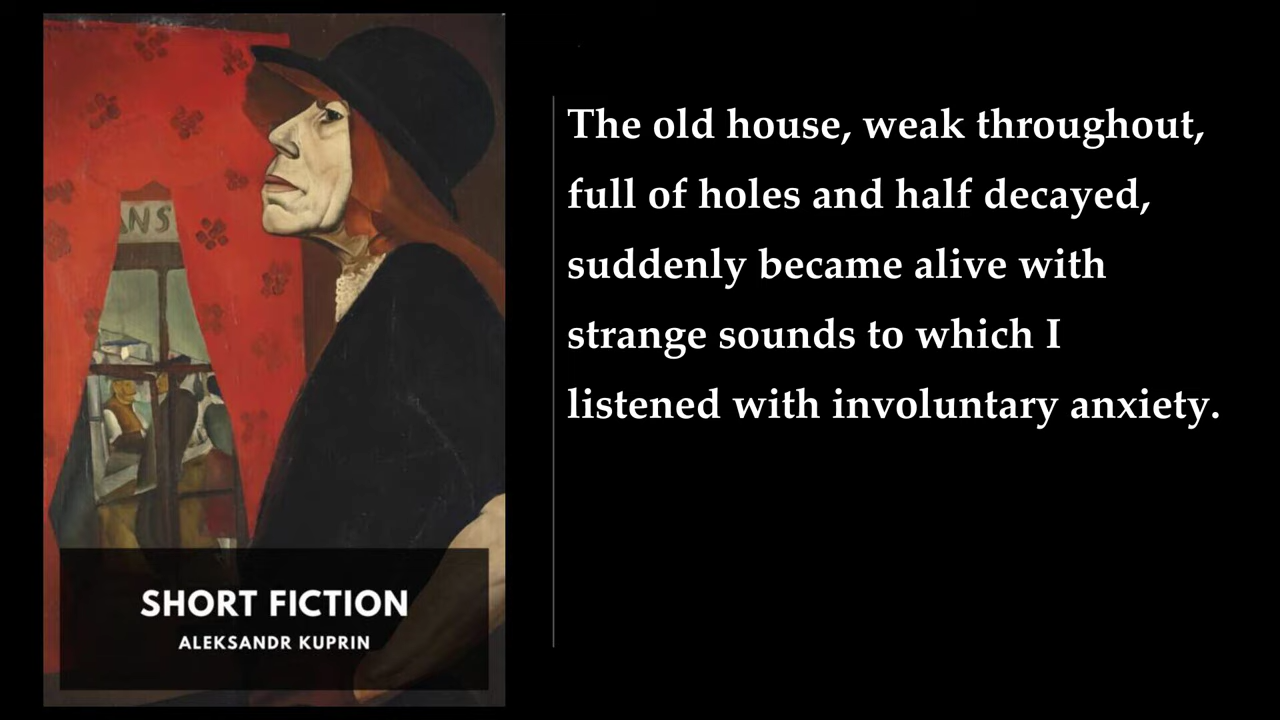 ANS
SHORT FICTION
ALEKSANDR KUPRIN
The old house, weak throughout,
full of holes and half decayed,
suddenly became alive with
strange sounds to which I
listened with involuntary anxiety.